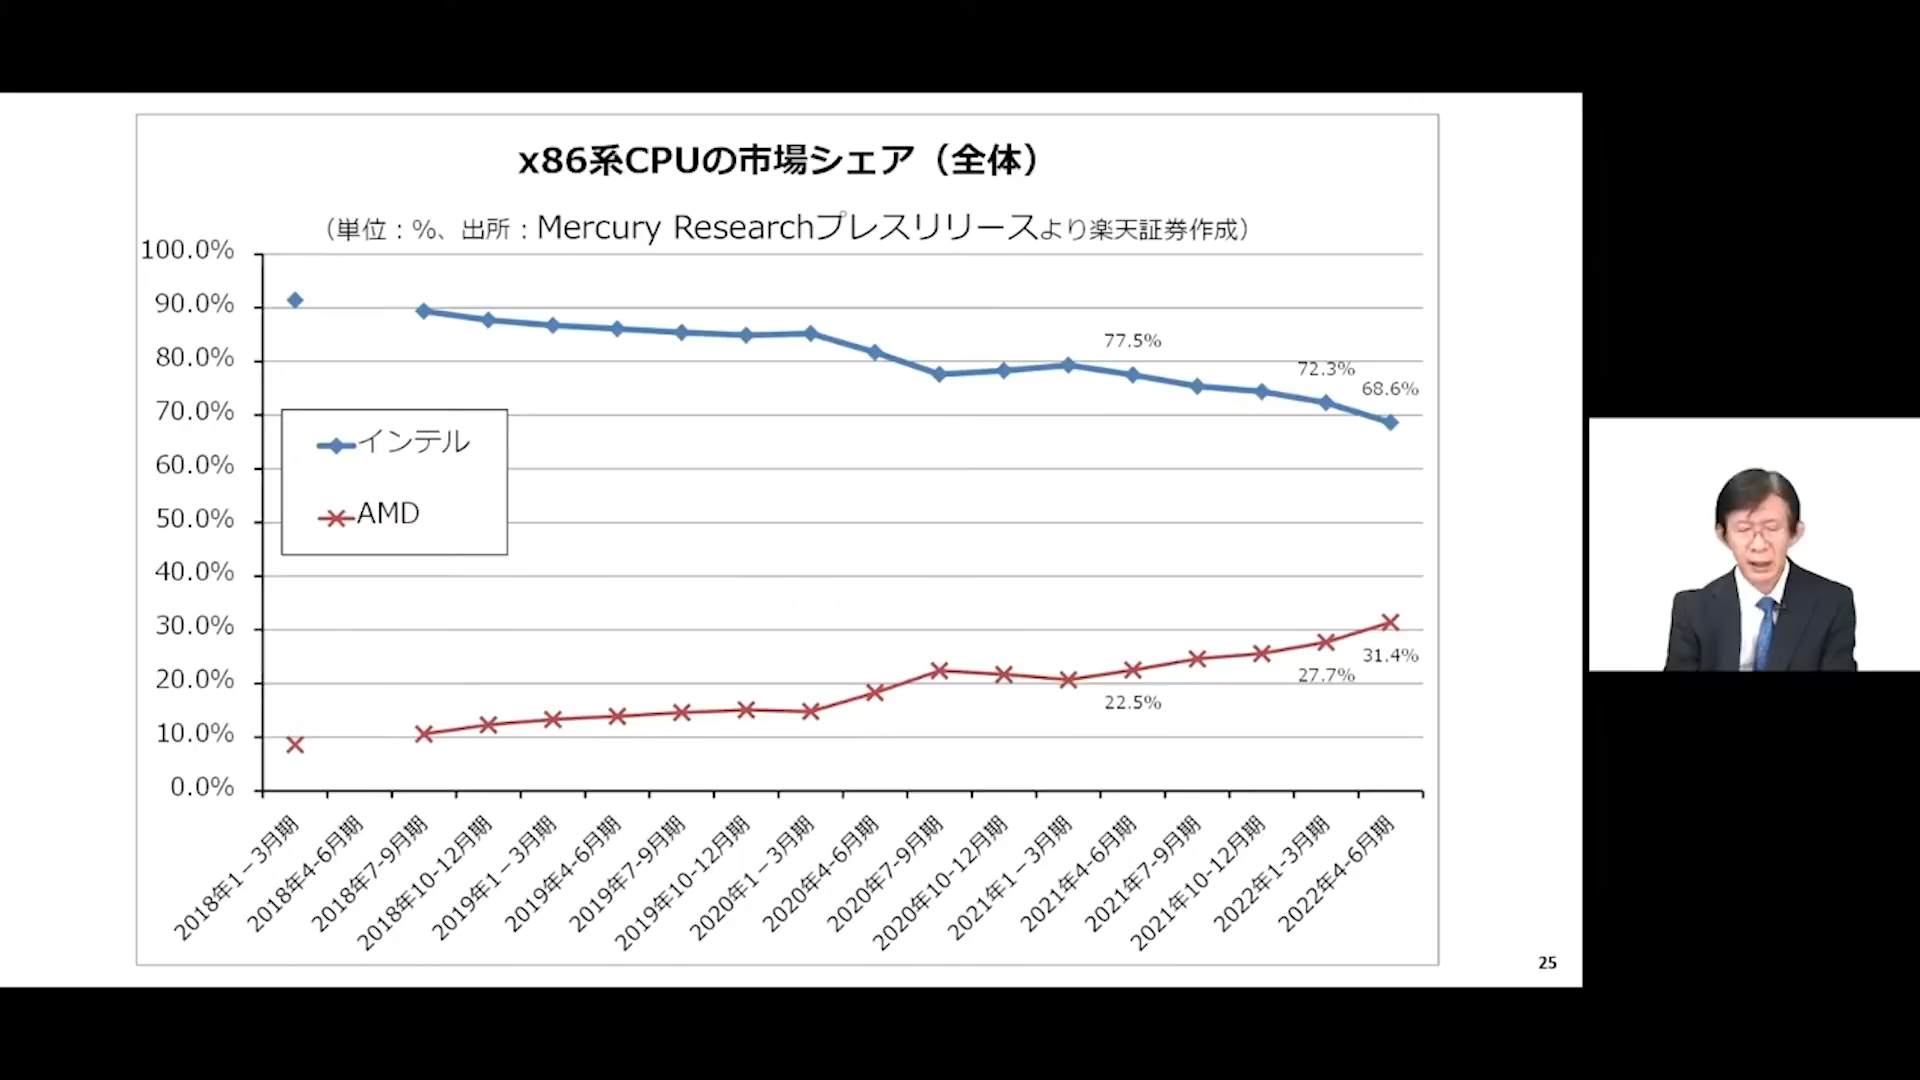 x86系CPUの市場シェア（全体）
（単位：%、出所：Mercury Researchプレスリリースより楽天証券作成）
100.0%
90.0%
80.0%
70.0%
60.0%
50.0%
40.0%
30.0%
20.0%
10.0%
0.0%
インテル
AMD
77.5%
72.3%
68.6%
31.4%
27.7%
22.5%
2018年1－3月期
2018年4-6月期
2018年7-9月期
2018年10-12月期
2019年1－3月期
2019年4-6月期
2019年7-9月期
2019年10-12月期
2020年1－3月期
2020年4-6月期
2020年7-9月期
2020年10-12月期
2021年1－3月期
2021年4-6月期
2021年7-9月期
2021年10-12月期
2022年1-3月期
2022年4-6月期
25